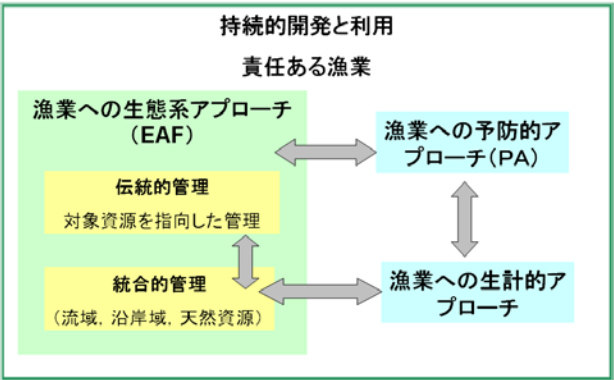 持続的開発と利用
責任ある漁業
漁業への生態系アプローチ
(EAF)
伝統的管理
対象資源を指向した管理
統合的管理
(流域, 沿岸域, 天然資源)
漁業への予防的ア
プローチ(PA)
漁業への生計的ア
プローチ